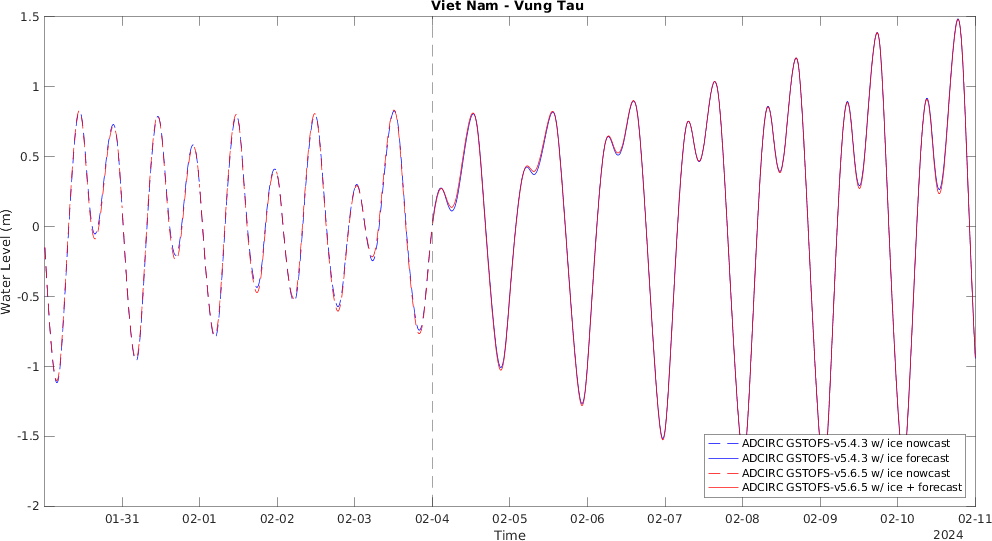 Viet Nam - Vung Tau
1.5
1
0.5
0
-0.5
-1
-1.5
-2
Water Level (m)
01-31 02-01 02-02 02-03 02-04 02-05 02-06 02-07 02-08 02-09 02-10 02-11
Time
2024
ADCIRC GSTOFS-v5.4.3 w/ ice nowcast
ADCIRC GSTOFS-v5.4.3 w/ ice forecast
ADCIRC GSTOFS-v5.6.5 w/ ice nowcast
ADCIRC GSTOFS-v5.6.5 w/ ice + forecast